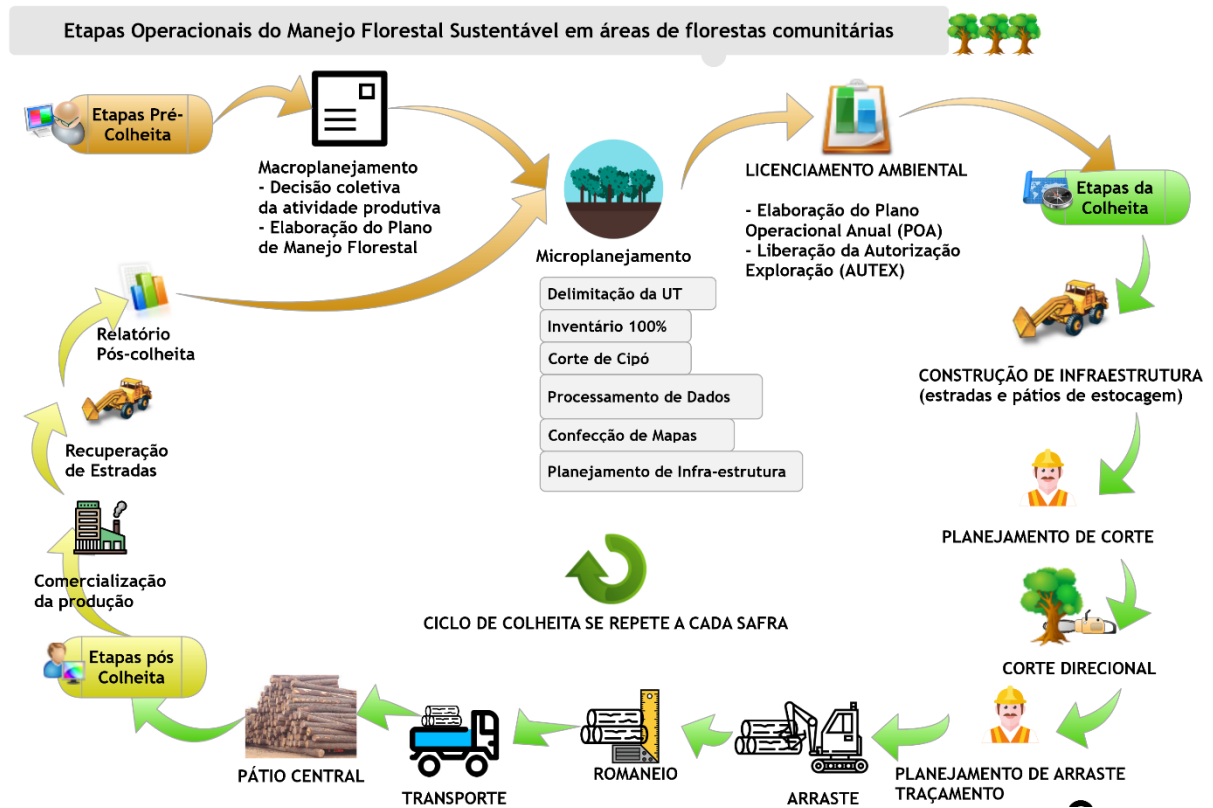 Etapas Operacionais do Manejo Florestal Sustentável em áreas de florestas comunitárias
Etapas Pré-
Colheita
Macroplanejamento
- Decisão coletiva
da atividade produtiva
- Elaboração do Plano
de Manejo Florestal
Microplanejamento
Delimitação da UT
Inventário 100%
Corte de Cipó
Processamento de Dados
Confecção de Mapas
Planejamento de Infra-estrutura
LICENCIAMENTO AMBIENTAL
- Elaboração do Plano
Operacional Anual (POA)
- Liberação da Autorização
Exploração (AUTEX)
Etapas da
Colheita
CONSTRUÇÃO DE INFRAESTRUTURA
(estradas e pátios de estocagem)
PLANEJAMENTO DE CORTE
CORTE DIRECIONAL
PLANEJAMENTO DE ARRASTE
TRAÇAMENTO
ARRASTE
ROMANEIO
TRANSPORTE
PÁTIO CENTRAL
Etapas pós
Colheita
Comercialização
da produção
Recuperação
de Estradas
Relatório
Pós-colheita
CICLO DE COLHEITA SE REPETE A CADA SAFRA